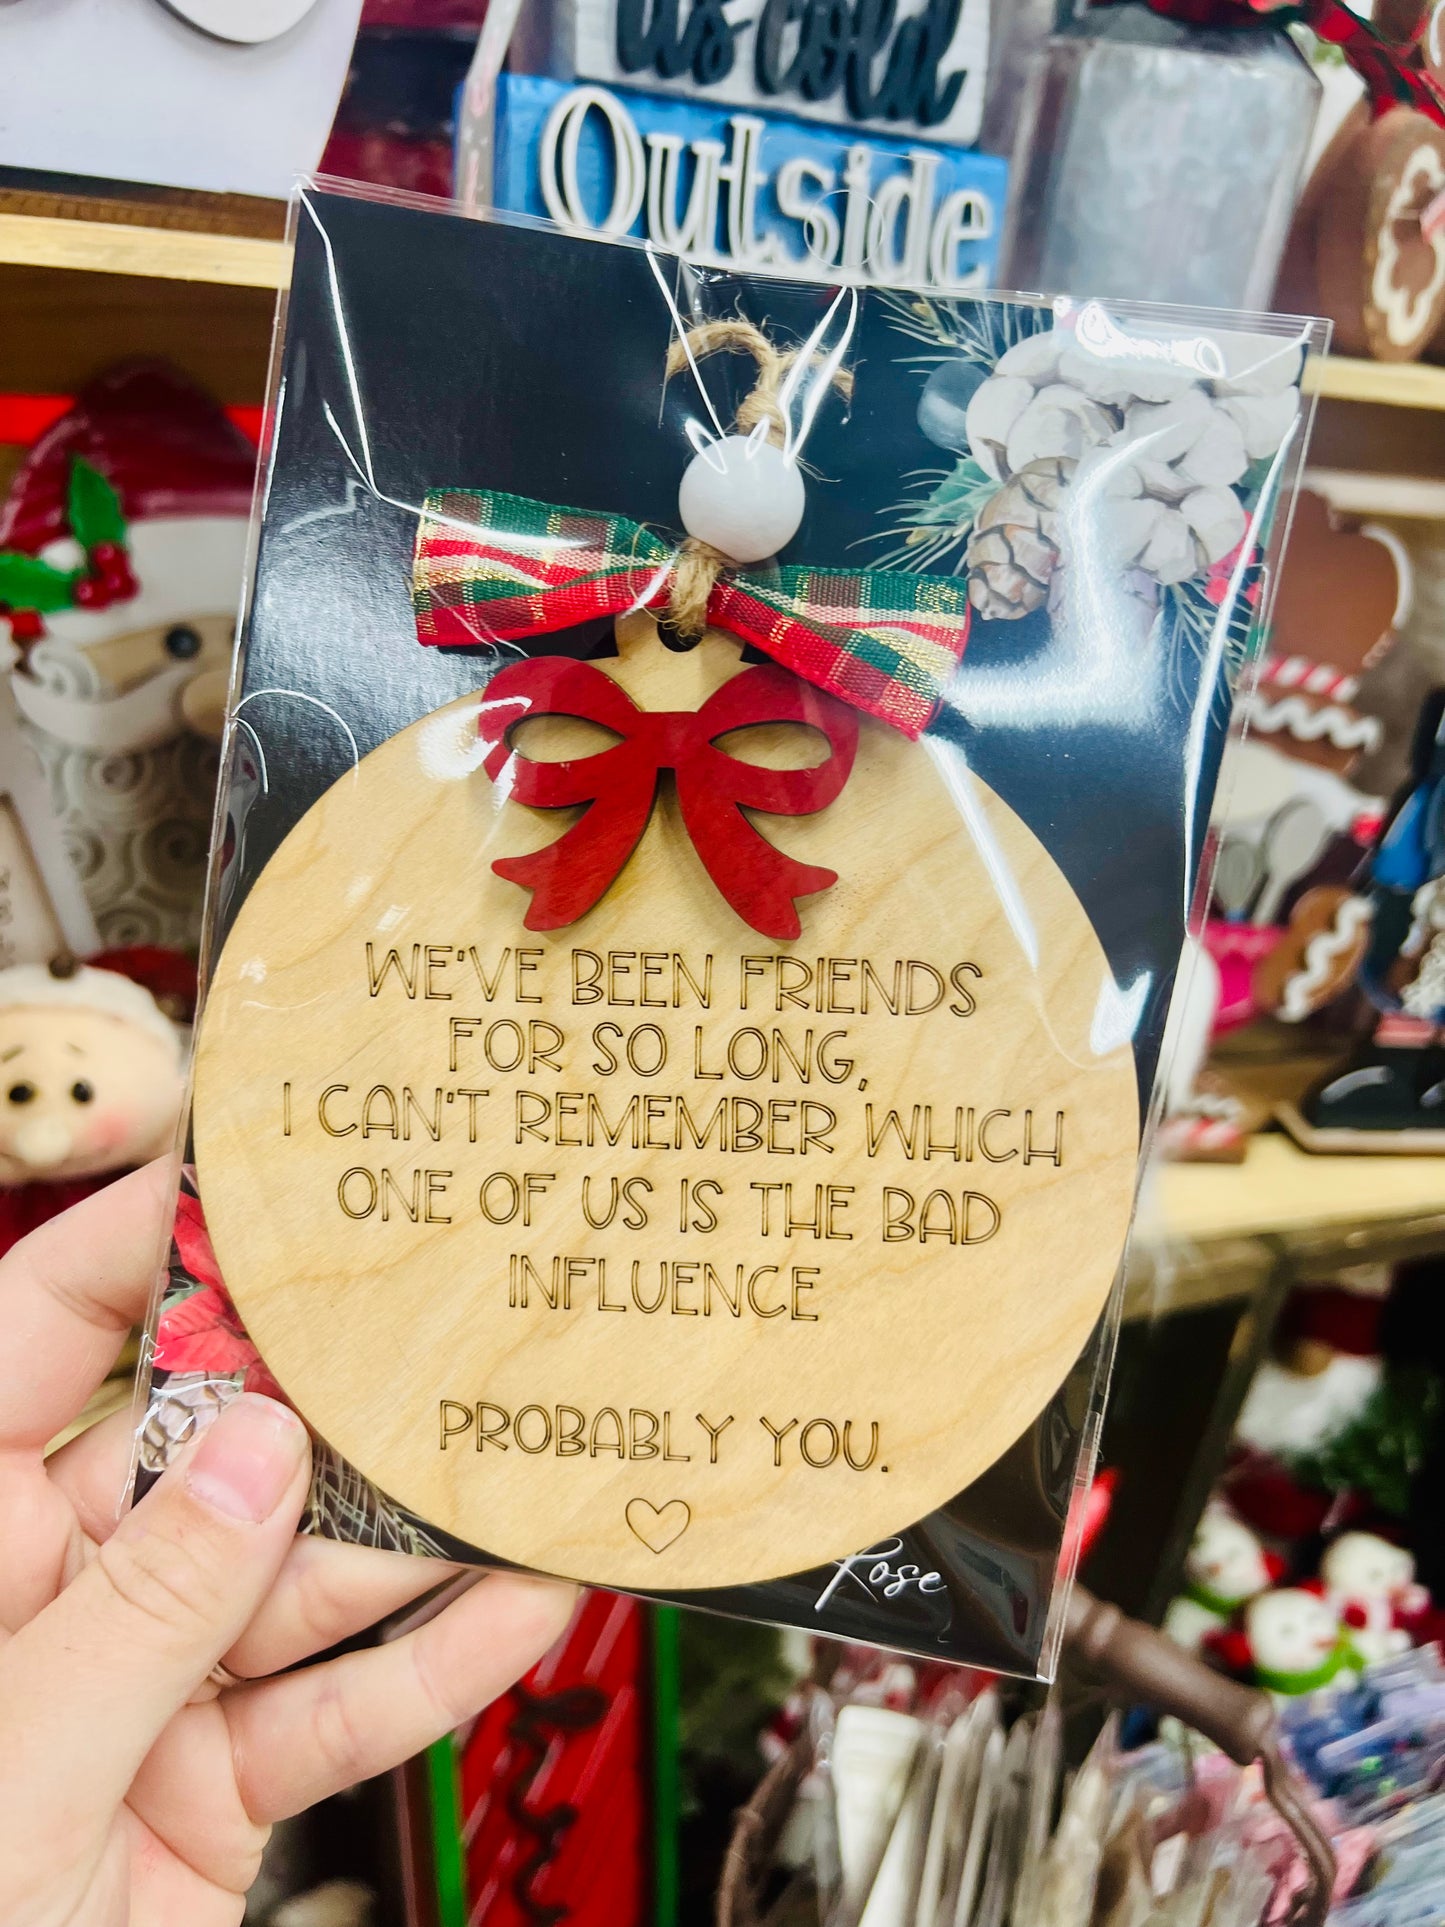 Outside
WE'VE BEEN FRIENDS
FOR SO LONG,
I CAN'T REMEMBER WHICH
ONE OF US IS THE BAD
INFLUENCE
PROBABLY YOU.
Rose